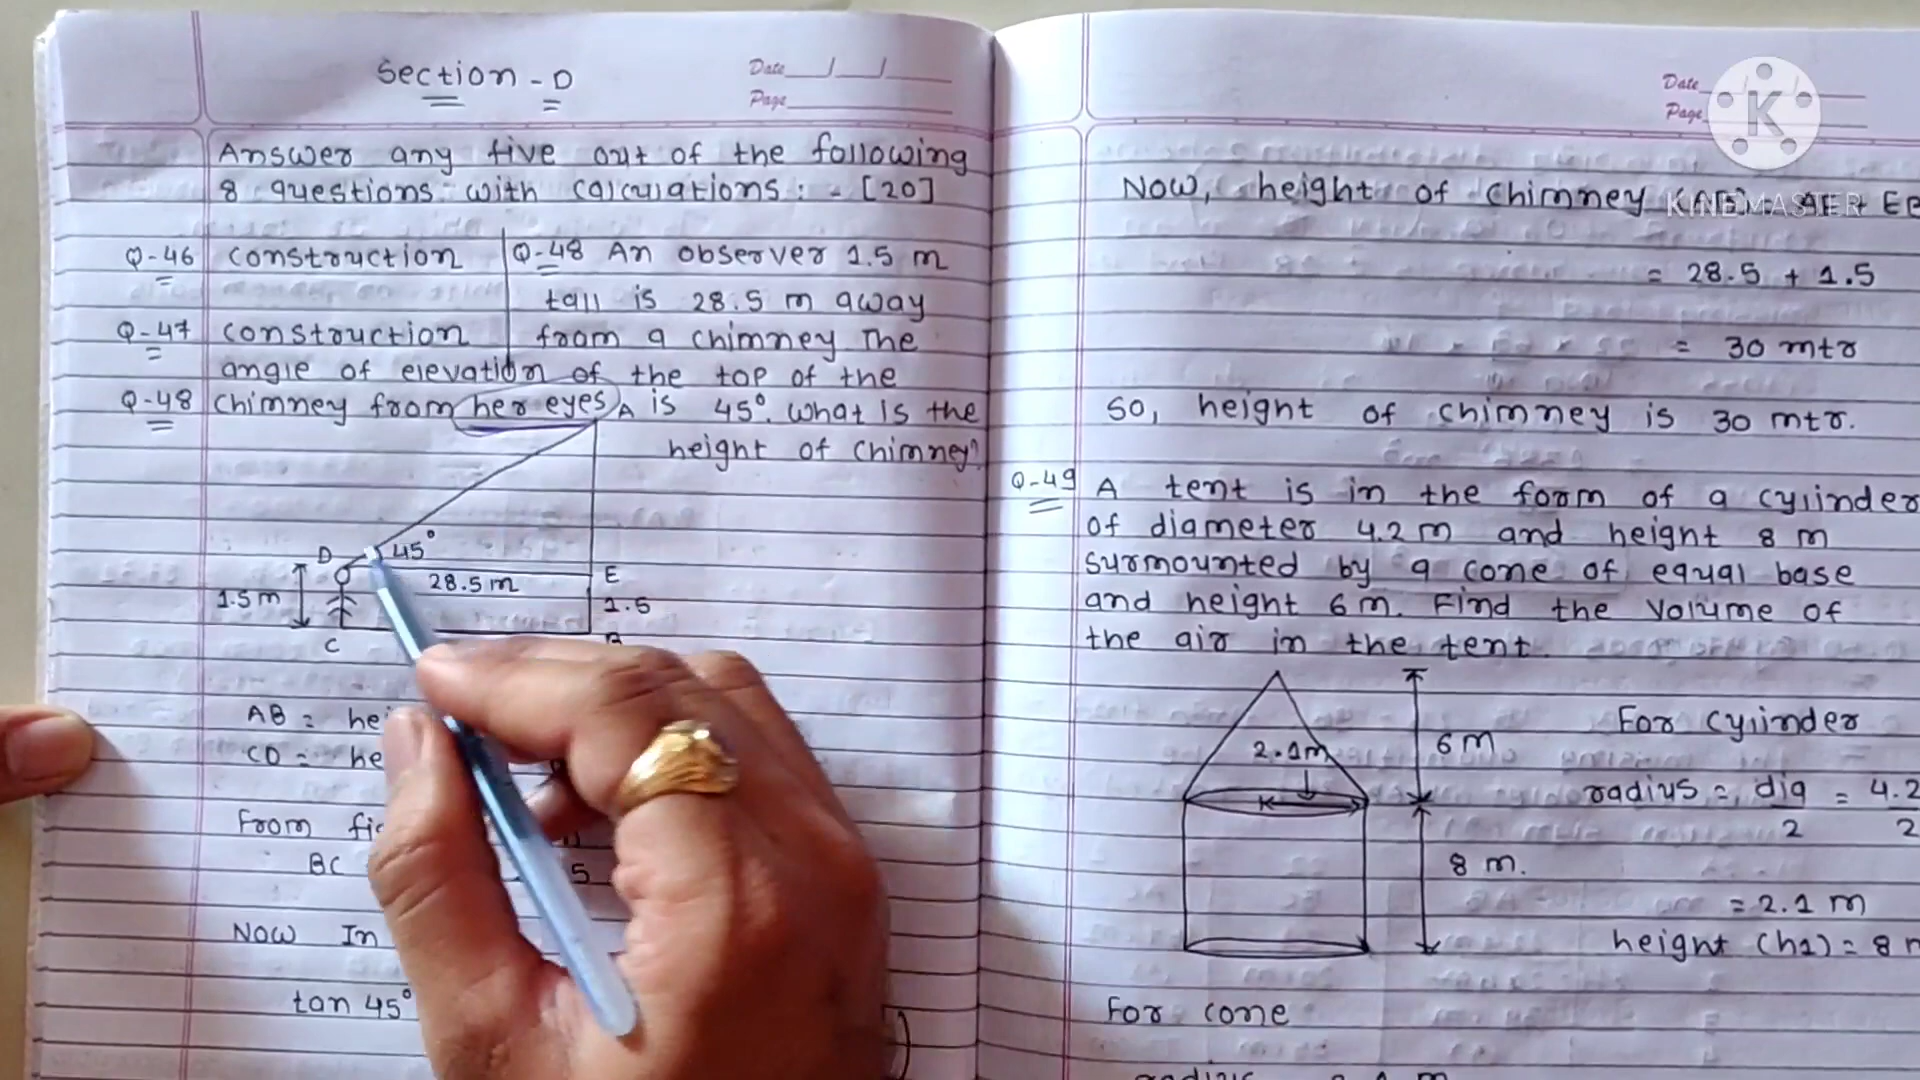 Section - D
Date
Page
Answer any five out of the following
8 questions with calculations: - [20]
Q-46 construction
Q-47 construction
Q-48 An observer 1.5 m
tall is 28.5 m away
from a chimney The
angle of elevation of the top of the
Q-48 chimney from her eyes is 45°. What is the
height of chimney?
A
D 45°
28.5 m E
1.5 m 1.5
C B
AB = hei
CD = he
From fig
BC 5
Now In
tan 45°
Date
Page
K
KINEMASTER
Now, height of chimney (AB) = AE + EB
= 28.5 + 1.5
= 30 mtr
So, height of chimney is 30 mtr.
Q-49 A tent is in the form of a cylinder
of diameter 4.2 m and height 8 m
surmounted by a cone of equal base
and height 6 m. Find the volume of
the air in the tent.
2.1m
6 m
8 m.
For cylinder
radius = dia/2 = 4.2/2
= 2.1 m
height (h1) = 8 m
For cone